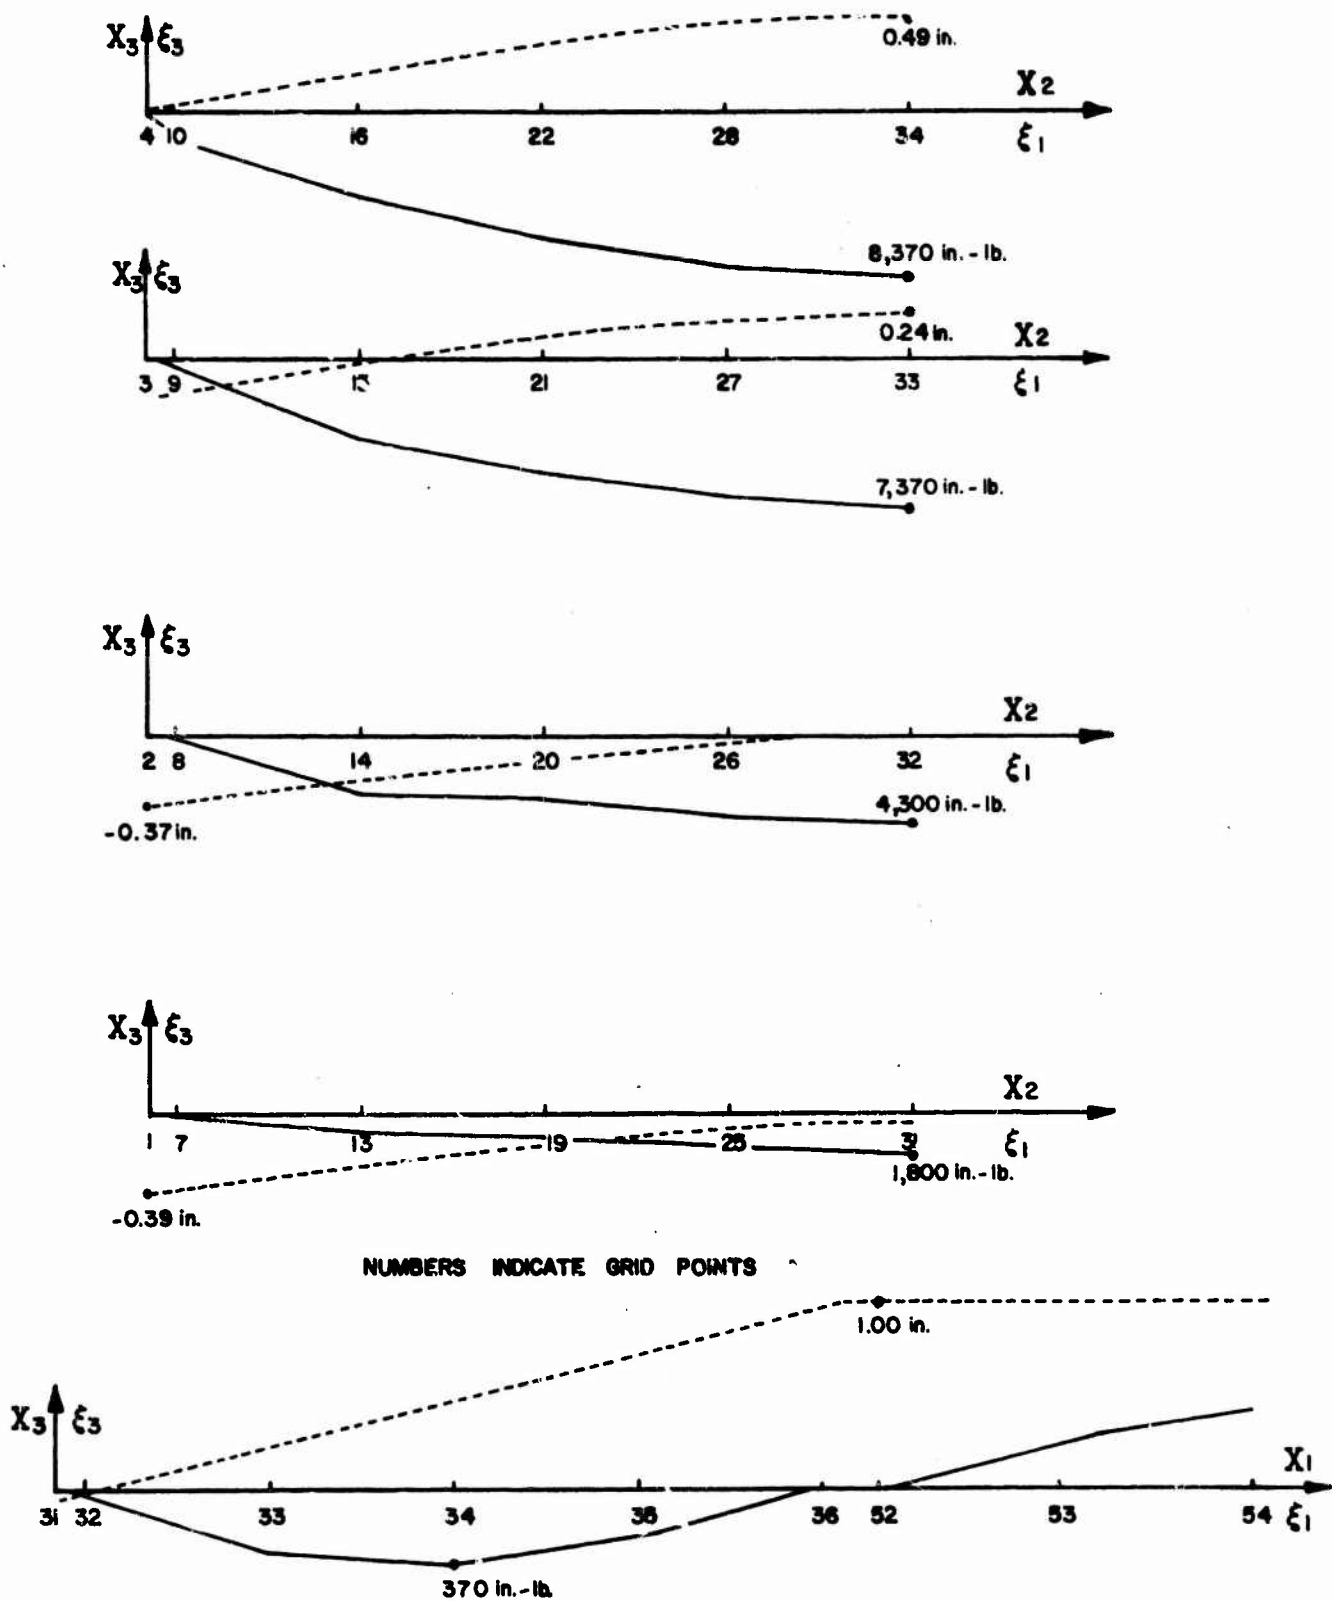 X3 ξ3
0.49 in.
X2
4 10 16 22 28 34 ξ1
8,370 in.-lb.
X3 ξ3
0.24 in. X2
3 9 15 21 27 33 ξ1
7,370 in.-lb.
X3 ξ3
X2
2 8 14 20 26 32 ξ1
4,300 in.-lb.
-0.37 in.
X3 ξ3
X2
1 7 13 19 25 31 ξ1
1,800 in.-lb.
-0.39 in.
NUMBERS INDICATE GRID POINTS
1.00 in.
X3 ξ3
X1
31 32 33 34 35 36 52 53 54 ξ1
370 in.-lb.